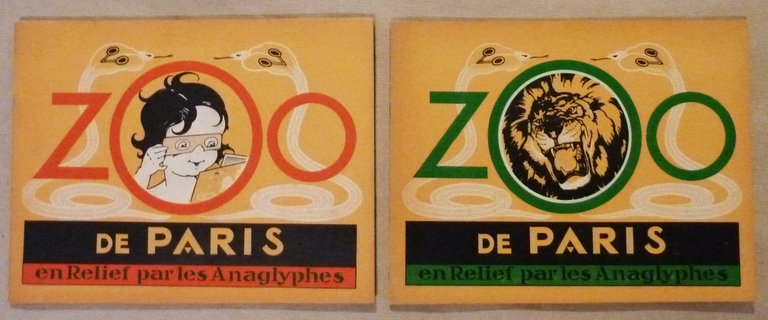 ZOO
DE PARIS
en Relief par les Anaglyphes
ZOO
DE PARIS
en Relief par les Anaglyphes